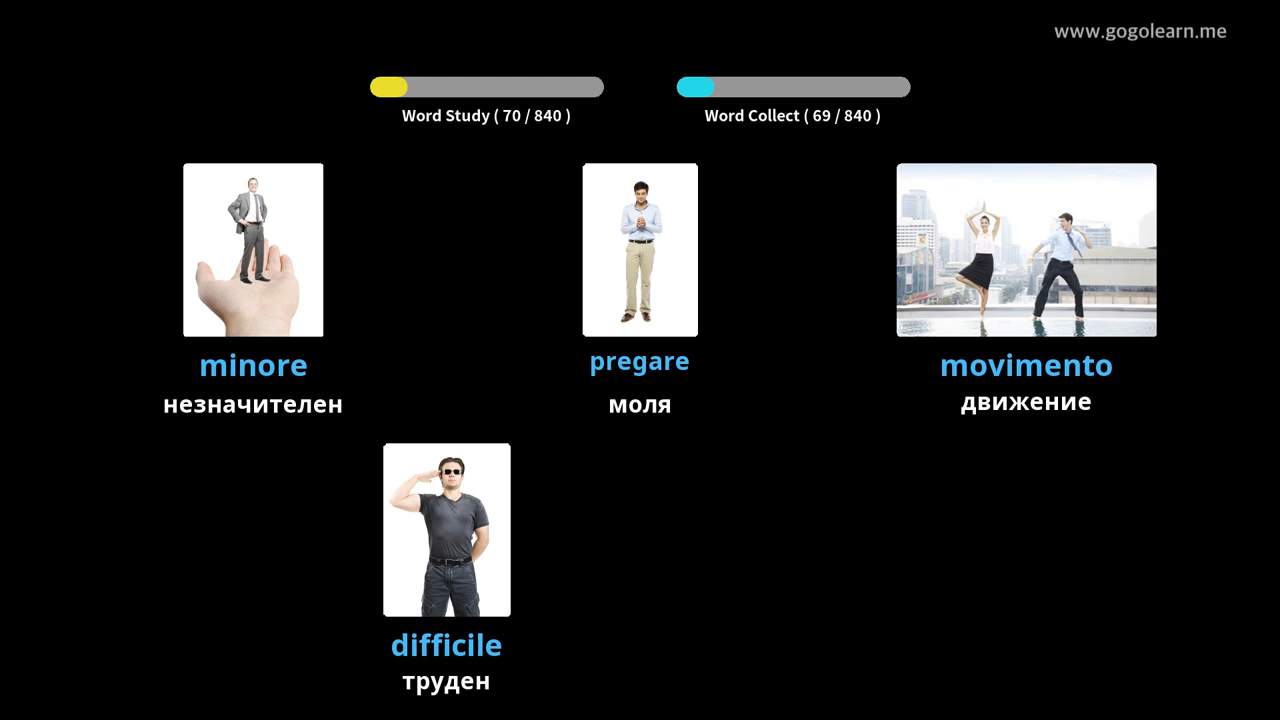 www.gogolearn.me
Word Study ( 70 / 840 )
Word Collect ( 69 / 840 )
minore
незначителен
pregare
моля
movimento
движение
difficile
труден